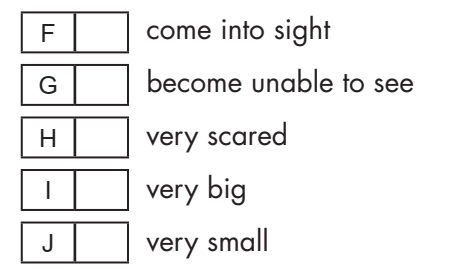 F come into sight
G become unable to see
H very scared
I very big
J very small